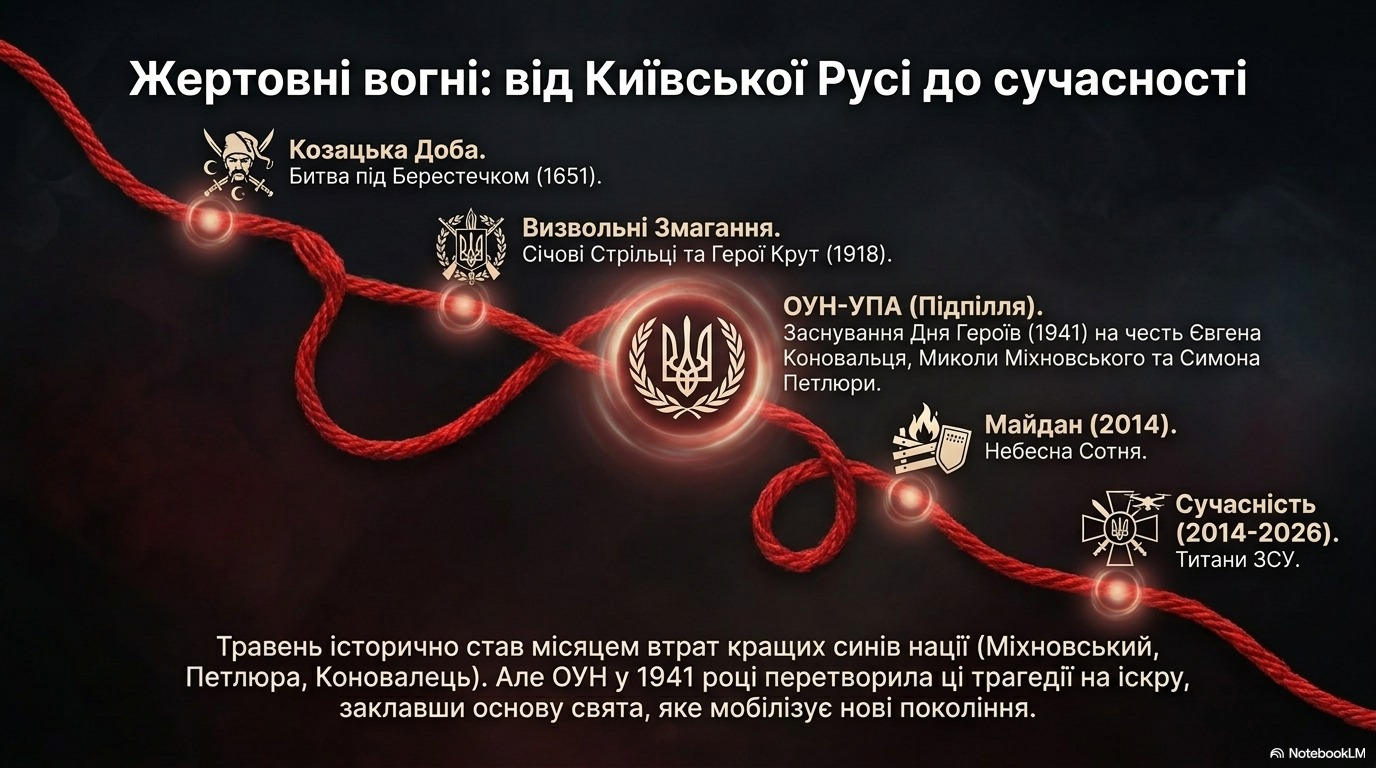 Жертовні вогні: від Київської Русі до сучасності
Козацька Доба.
Битва під Берестечком (1651).
Визвольні Змагання.
Січові Стрільці та Герої Крут (1918).
ОУН-УПА (Підпілля).
Заснування Дня Героїв (1941) на честь Євгена
Коновальця, Миколи Міхновського та Симона
Петлюри.
Майдан (2014).
Небесна Сотня.
Сучасність
(2014-2026).
Титани ЗСУ.
Травень історично став місяцем втрат кращих синів нації (Міхновський,
Петлюра, Коновалець). Але ОУН у 1941 році перетворила ці трагедії на іскру,
заклавши основу свята, яке мобілізує нові покоління.
NotebookLM